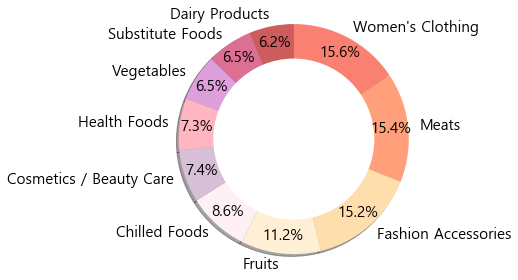 Dairy Products
Women's Clothing
Substitute Foods
6.2%
15.6%
6.5%
Vegetables
6.5%
Health Foods
7.3%
15.4%
Meats
Cosmetics / Beauty Care
7.4%
8.6%
15.2%
Chilled Foods
11.2%
Fashion Accessories
Fruits